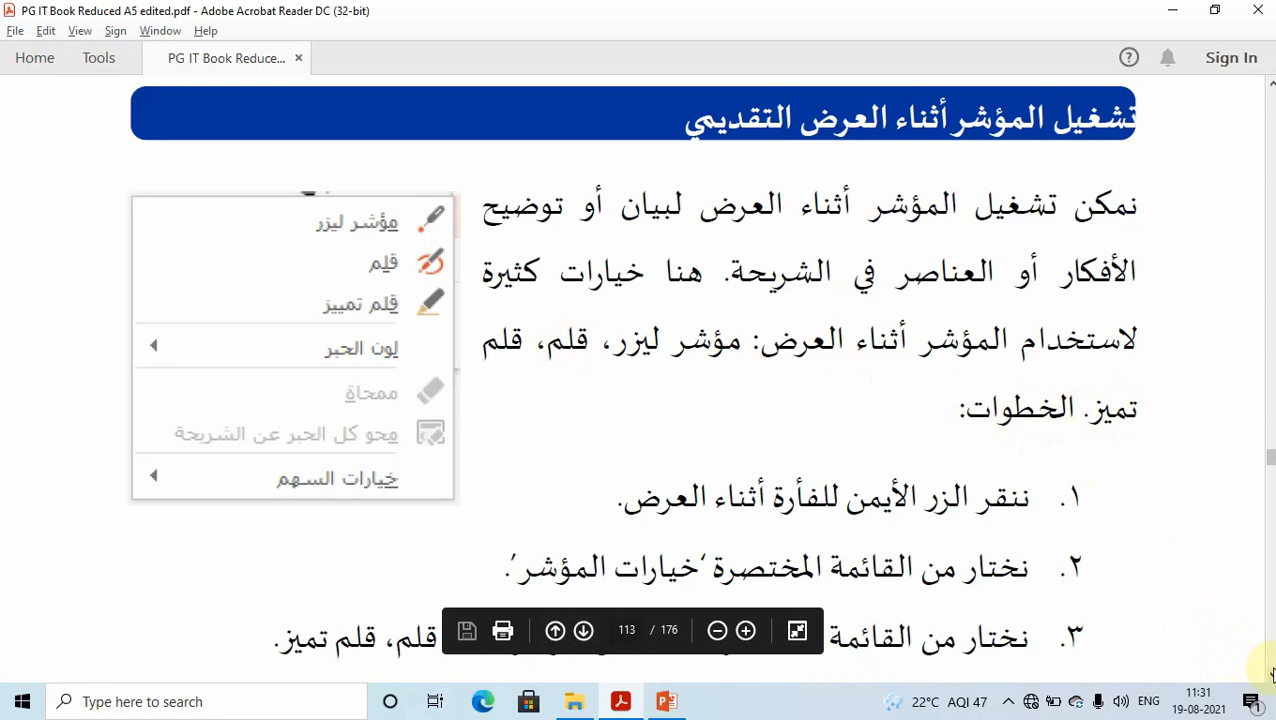 PG IT Book Reduced A5 edited.pdf - Adobe Acrobat Reader DC (32-bit)
File Edit View Sign Window Help
Home Tools PG IT Book Reduce... × Sign In
تشغيل المؤشر أثناء العرض التقديمي
نمكن تشغيل المؤشر أثناء العرض لبيان أو توضيح
الأفكار أو العناصر في الشريحة. هنا خيارات كثيرة
لاستخدام المؤشر أثناء العرض: مؤشر ليزر، قلم، قلم
تميز. الخطوات:
مؤشر ليزر
قلم
قلم تمييز
لون الحبر
ممحاة
محو كل الحبر عن الشريحة
خيارات السهم
١. ننقر الزر الأيمن للفأرة أثناء العرض.
٢. نختار من القائمة المختصرة ‘خيارات المؤشر’.
٣. نختار من القائمة قلم، قلم تميز.
113 / 176
Type here to search
22°C AQI 47 ENG 11:31
19-08-2021 1